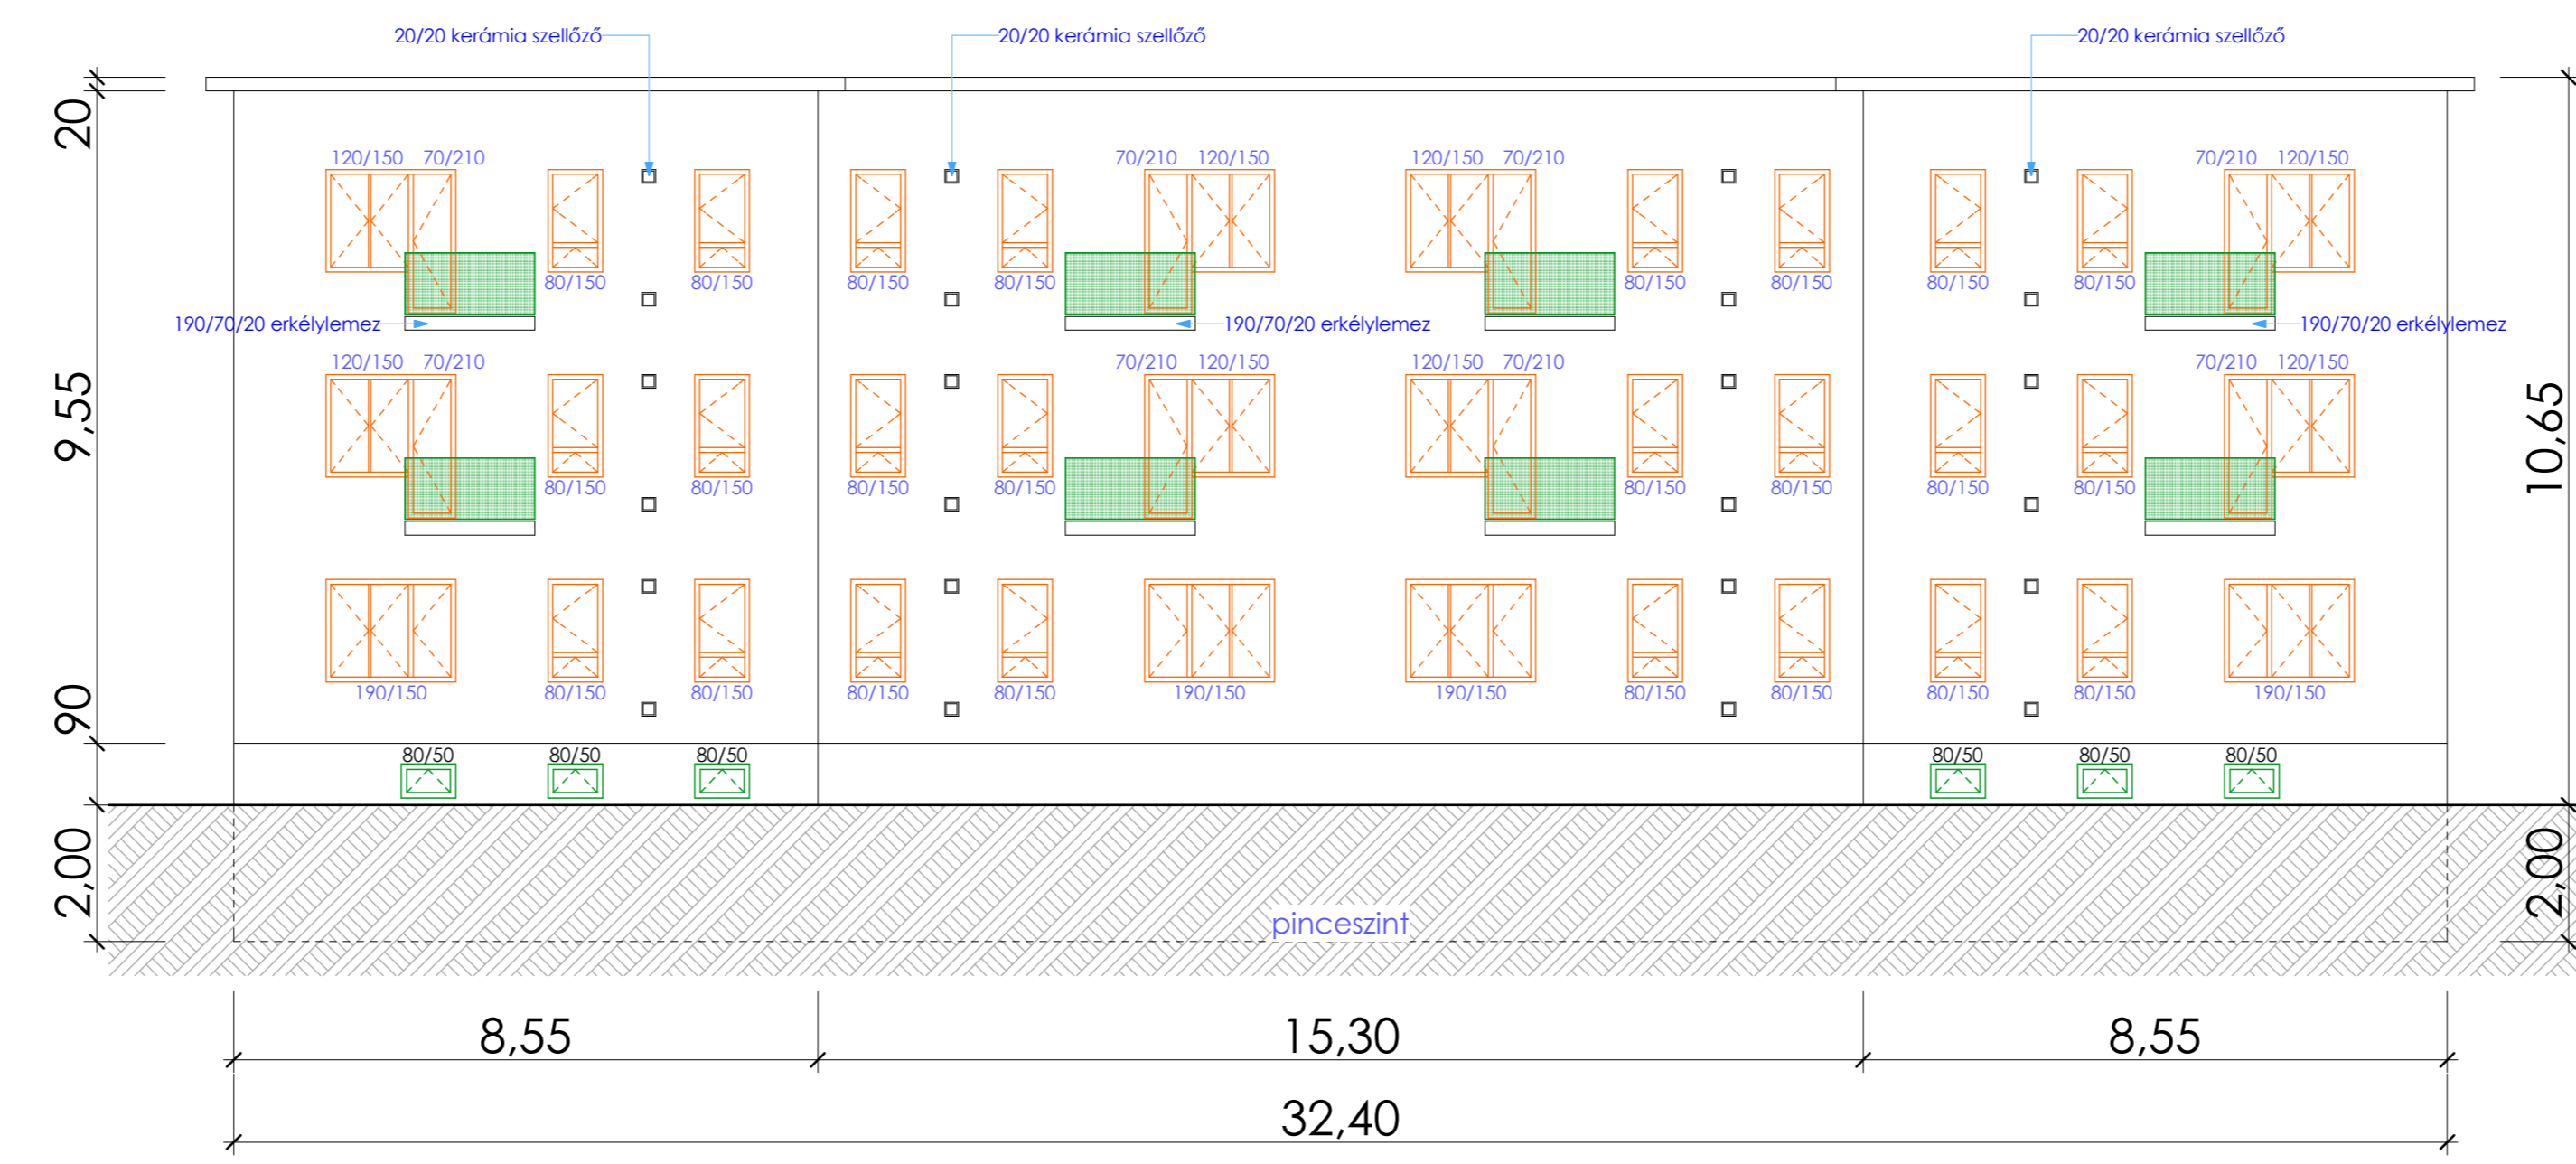 20/20 kerámia szellőző 20/20 kerámia szellőző 20/20 kerámia szellőző
20
120/150 70/210 70/210 120/150 120/150 70/210 70/210 120/150
80/150 80/150 80/150 80/150 80/150 80/150 80/150 80/150
190/70/20 erkélylemez 190/70/20 erkélylemez 190/70/20 erkélylemez
120/150 70/210 70/210 120/150 120/150 70/210 70/210 120/150
9,55 10,65
80/150 80/150 80/150 80/150 80/150 80/150 80/150 80/150
190/150 80/150 80/150 80/150 80/150 190/150 190/150 80/150 80/150 80/150 80/150 190/150
90
80/50 80/50 80/50 80/50 80/50 80/50
2,00 2,00
pinceszint
8,55 15,30 8,55
32,40